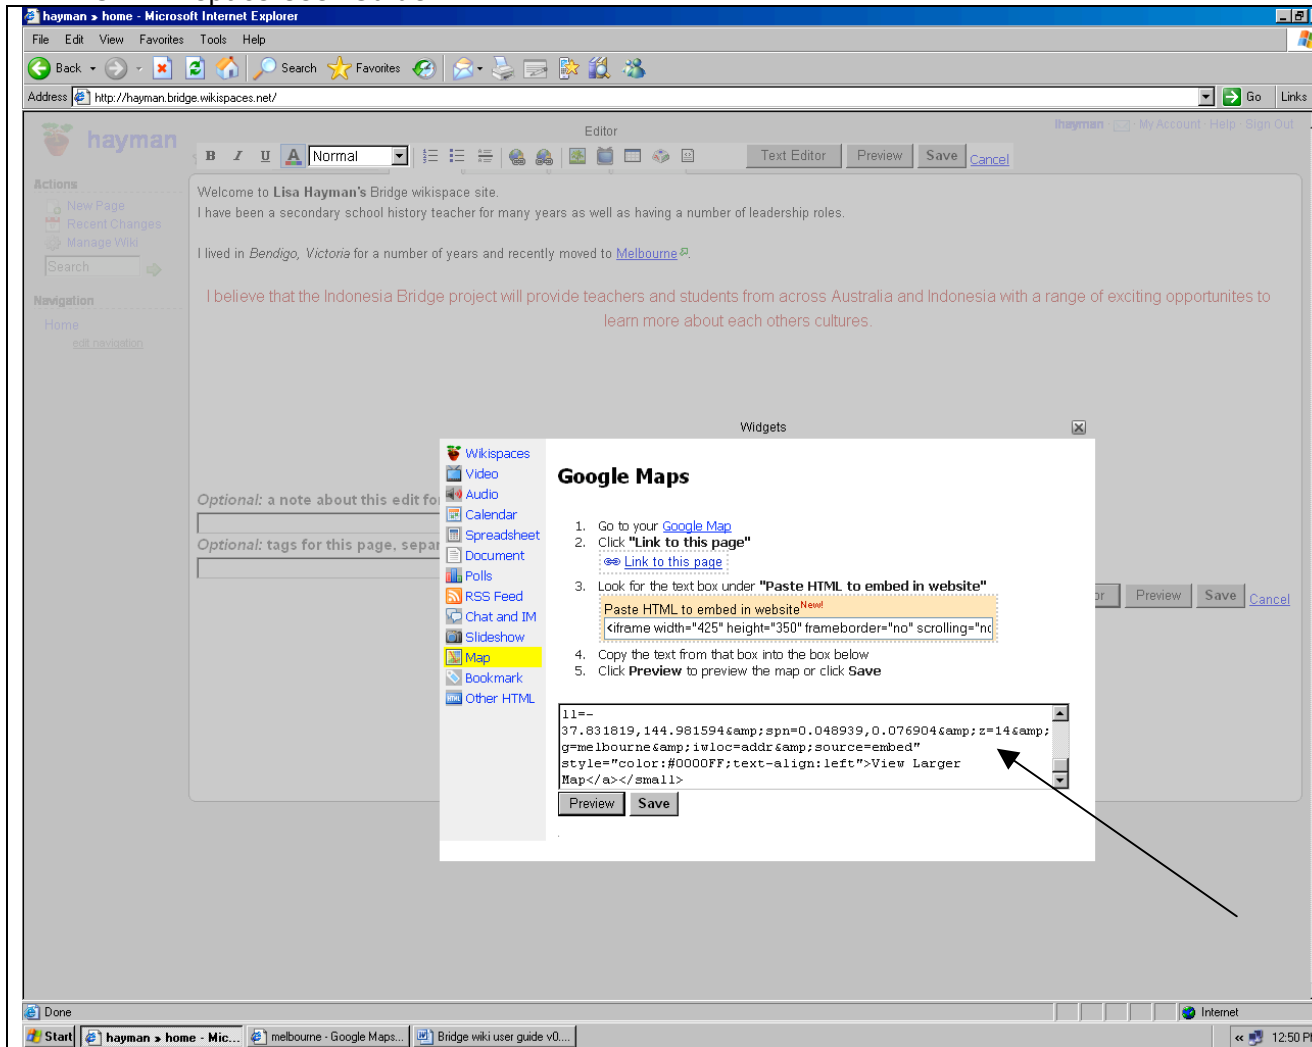 hayman » home - Microsoft Internet Explorer
File Edit View Favorites Tools Help
Back Search Favorites
Address http://hayman.bridge.wikispaces.net/ Go Links
hayman
Editor
lhayman · My Account · Help · Sign Out
B I U A Normal Text Editor Preview Save Cancel
Actions
New Page
Recent Changes
Manage Wiki
Search
Navigation
Home
edit navigation
Welcome to Lisa Hayman's Bridge wikispace site.
I have been a secondary school history teacher for many years as well as having a number of leadership roles.
I lived in Bendigo, Victoria for a number of years and recently moved to Melbourne.
I believe that the Indonesia Bridge project will provide teachers and students from across Australia and Indonesia with a range of exciting opportunites to
learn more about each others cultures.
Optional: a note about this edit for
Optional: tags for this page, separ
Preview Save Cancel
Widgets
Wikispaces
Video
Audio
Calendar
Spreadsheet
Document
Polls
RSS Feed
Chat and IM
Slideshow
Map
Bookmark
Other HTML
Google Maps
1. Go to your Google Map
2. Click "Link to this page"
Link to this page
3. Look for the text box under "Paste HTML to embed in website"
Paste HTML to embed in website New!
<iframe width="425" height="350" frameborder="no" scrolling="nc
4. Copy the text from that box into the box below
5. Click Preview to preview the map or click Save
ll=-
37.831819,144.981594&amp;spn=0.048939,0.076904&amp;z=14&amp;
q=melbourne&amp;iwloc=addr&amp;source=embed"
style="color:#0000FF;text-align:left">View Larger
Map</a></small>
Preview Save
Done Internet
Start hayman » home - Mic... melbourne - Google Maps... Bridge wiki user guide v0.... « 12:50 P